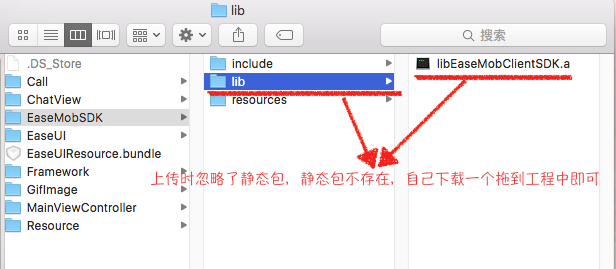 lib
搜索
.DS_Store
Call
ChatView
EaseMobSDK
EaseUI
EaseUIResource.bundle
Framework
GifImage
MainViewController
Resource
include
lib
resources
libEaseMobClientSDK.a
上传时忽略了静态包，静态包不存在，自己下载一个拖到工程中即可